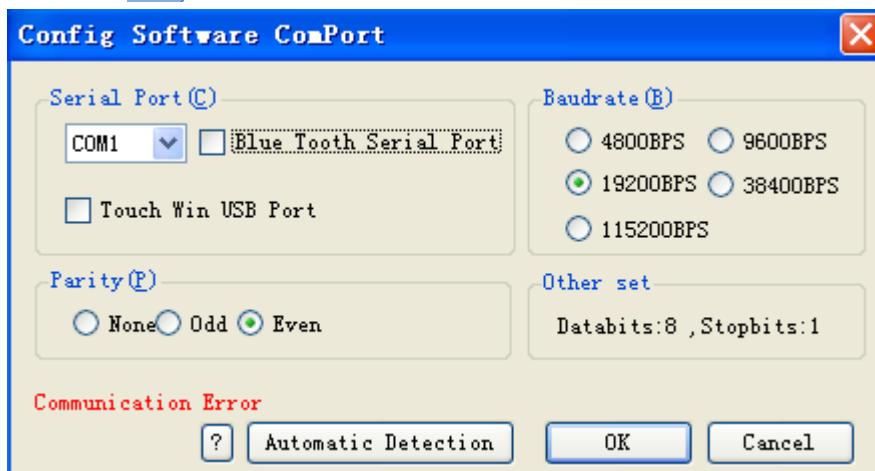 Config Software ComPort
Serial Port(C)
COM1
Blue Tooth Serial Port
Touch Win USB Port
Baudrate(B)
4800BPS
9600BPS
19200BPS
38400BPS
115200BPS
Parity(P)
None
Odd
Even
Other set
Databits:8 ,Stopbits:1
Communication Error
?
Automatic Detection
OK
Cancel